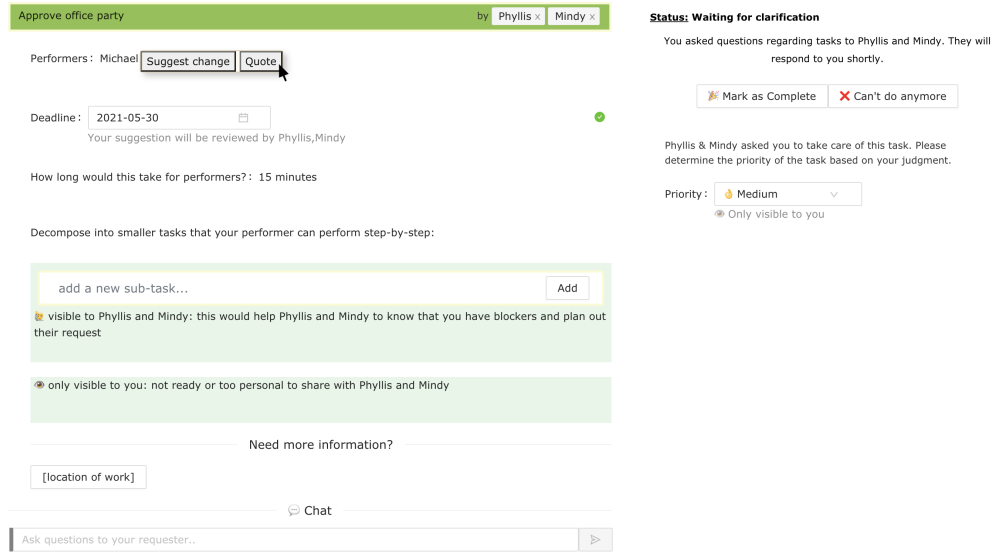 Approve office party by Phyllis × Mindy ×
Performers: Michael Suggest change Quote
Deadline: 2021-05-30
Your suggestion will be reviewed by Phyllis,Mindy
How long would this take for performers?: 15 minutes
Decompose into smaller tasks that your performer can perform step-by-step:
add a new sub-task... Add
visible to Phyllis and Mindy: this would help Phyllis and Mindy to know that you have blockers and plan out
their request
only visible to you: not ready or too personal to share with Phyllis and Mindy
Need more information?
[location of work]
Chat
Ask questions to your requester..
Status: Waiting for clarification
You asked questions regarding tasks to Phyllis and Mindy. They will
respond to you shortly.
🎉 Mark as Complete ❌ Can't do anymore
Phyllis & Mindy asked you to take care of this task. Please
determine the priority of the task based on your judgment.
Priority: 👌 Medium
👁 Only visible to you